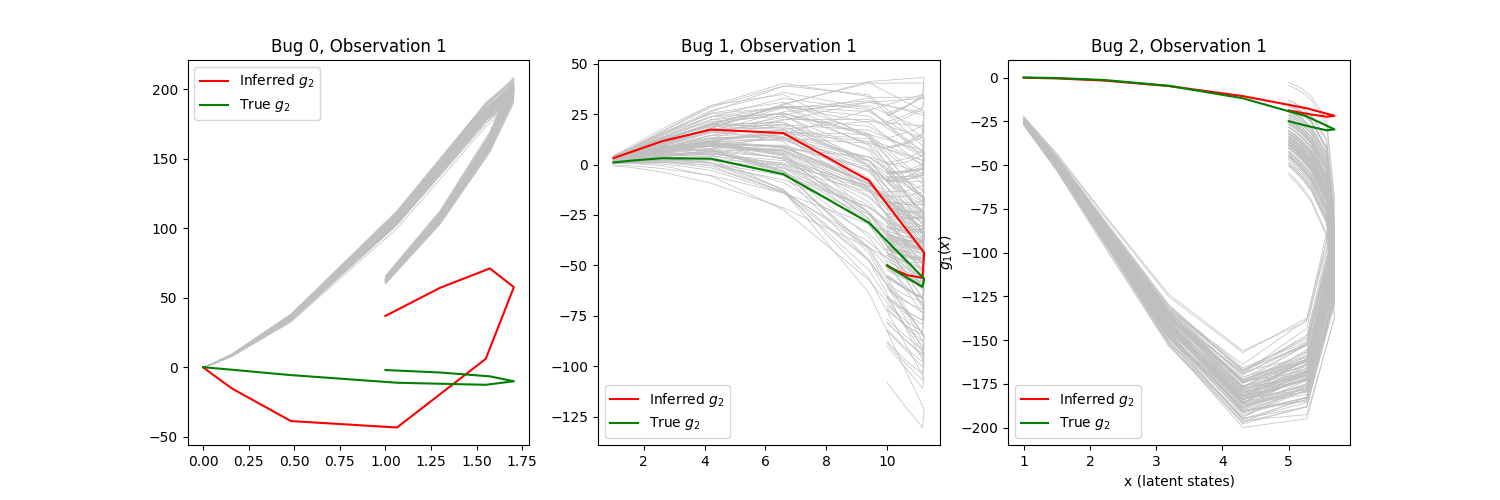 Bug 0, Observation 1
Inferred g₂
True g₂
200
150
100
50
0
−50
0.00 0.25 0.50 0.75 1.00 1.25 1.50 1.75
Bug 1, Observation 1
50
25
0
−25
−50
−75
−100
−125
Inferred g₂
True g₂
2 4 6 8 10
Bug 2, Observation 1
g₁(x)
0
−25
−50
−75
−100
−125
−150
−175
−200
Inferred g₂
True g₂
1 2 3 4 5
x (latent states)